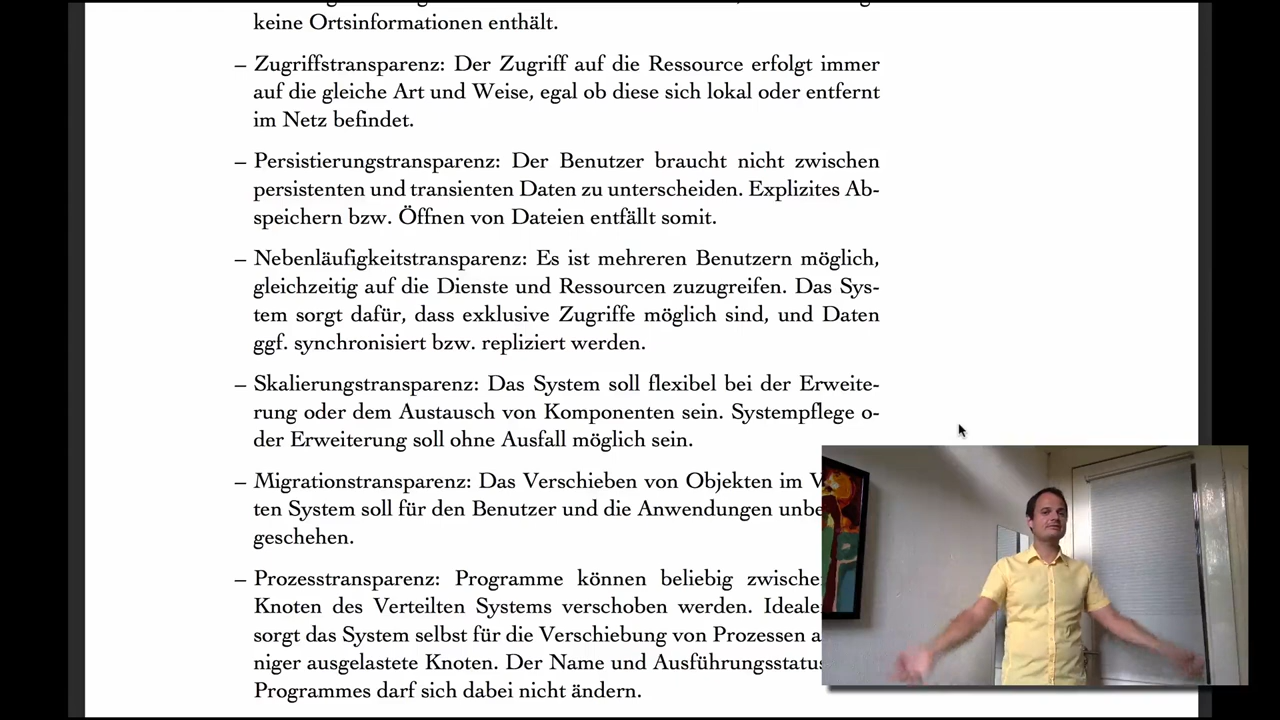 keine Ortsinformationen enthält.
– Zugriffstransparenz: Der Zugriff auf die Ressource erfolgt immer
auf die gleiche Art und Weise, egal ob diese sich lokal oder entfernt
im Netz befindet.
– Persistierungstransparenz: Der Benutzer braucht nicht zwischen
persistenten und transienten Daten zu unterscheiden. Explizites Ab-
speichern bzw. Öffnen von Dateien entfällt somit.
– Nebenläufigkeitstransparenz: Es ist mehreren Benutzern möglich,
gleichzeitig auf die Dienste und Ressourcen zuzugreifen. Das Sys-
tem sorgt dafür, dass exklusive Zugriffe möglich sind, und Daten
ggf. synchronisiert bzw. repliziert werden.
– Skalierungstransparenz: Das System soll flexibel bei der Erweite-
rung oder dem Austausch von Komponenten sein. Systempflege o-
der Erweiterung soll ohne Ausfall möglich sein.
– Migrationstransparenz: Das Verschieben von Objekten im
ten System soll für den Benutzer und die Anwendungen
geschehen.
– Prozesstransparenz: Programme können beliebig
Knoten des Verteilten Systems verschoben werden.
sorgt das System selbst für die Verschiebung von Prozessen
niger ausgelastete Knoten. Der Name und Ausführungsstatus
Programmes darf sich dabei nicht ändern.